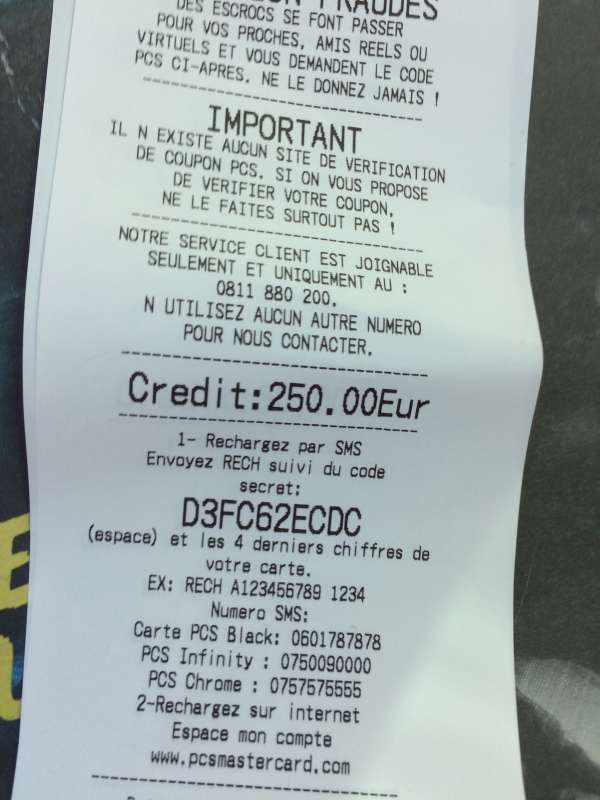 FRAUDES
DES ESCROCS SE FONT PASSER
POUR VOS PROCHES, AMIS REELS OU
VIRTUELS ET VOUS DEMANDENT LE CODE
PCS CI-APRES. NE LE DONNEZ JAMAIS !
IMPORTANT
IL N EXISTE AUCUN SITE DE VERIFICATION
DE COUPON PCS. SI ON VOUS PROPOSE
DE VERIFIER VOTRE COUPON,
NE LE FAITES SURTOUT PAS !
NOTRE SERVICE CLIENT EST JOIGNABLE
SEULEMENT ET UNIQUEMENT AU :
0811 880 200.
N UTILISEZ AUCUN AUTRE NUMERO
POUR NOUS CONTACTER.
Credit:250.00Eur
1- Rechargez par SMS
Envoyez RECH suivi du code
secret:
D3FC62ECDC
(espace) et les 4 derniers chiffres de
votre carte.
EX: RECH A123456789 1234
Numero SMS:
Carte PCS Black: 0601787878
PCS Infinity : 0750090000
PCS Chrome : 0757575555
2-Rechargez sur internet
Espace mon compte
www.pcsmastercard.com